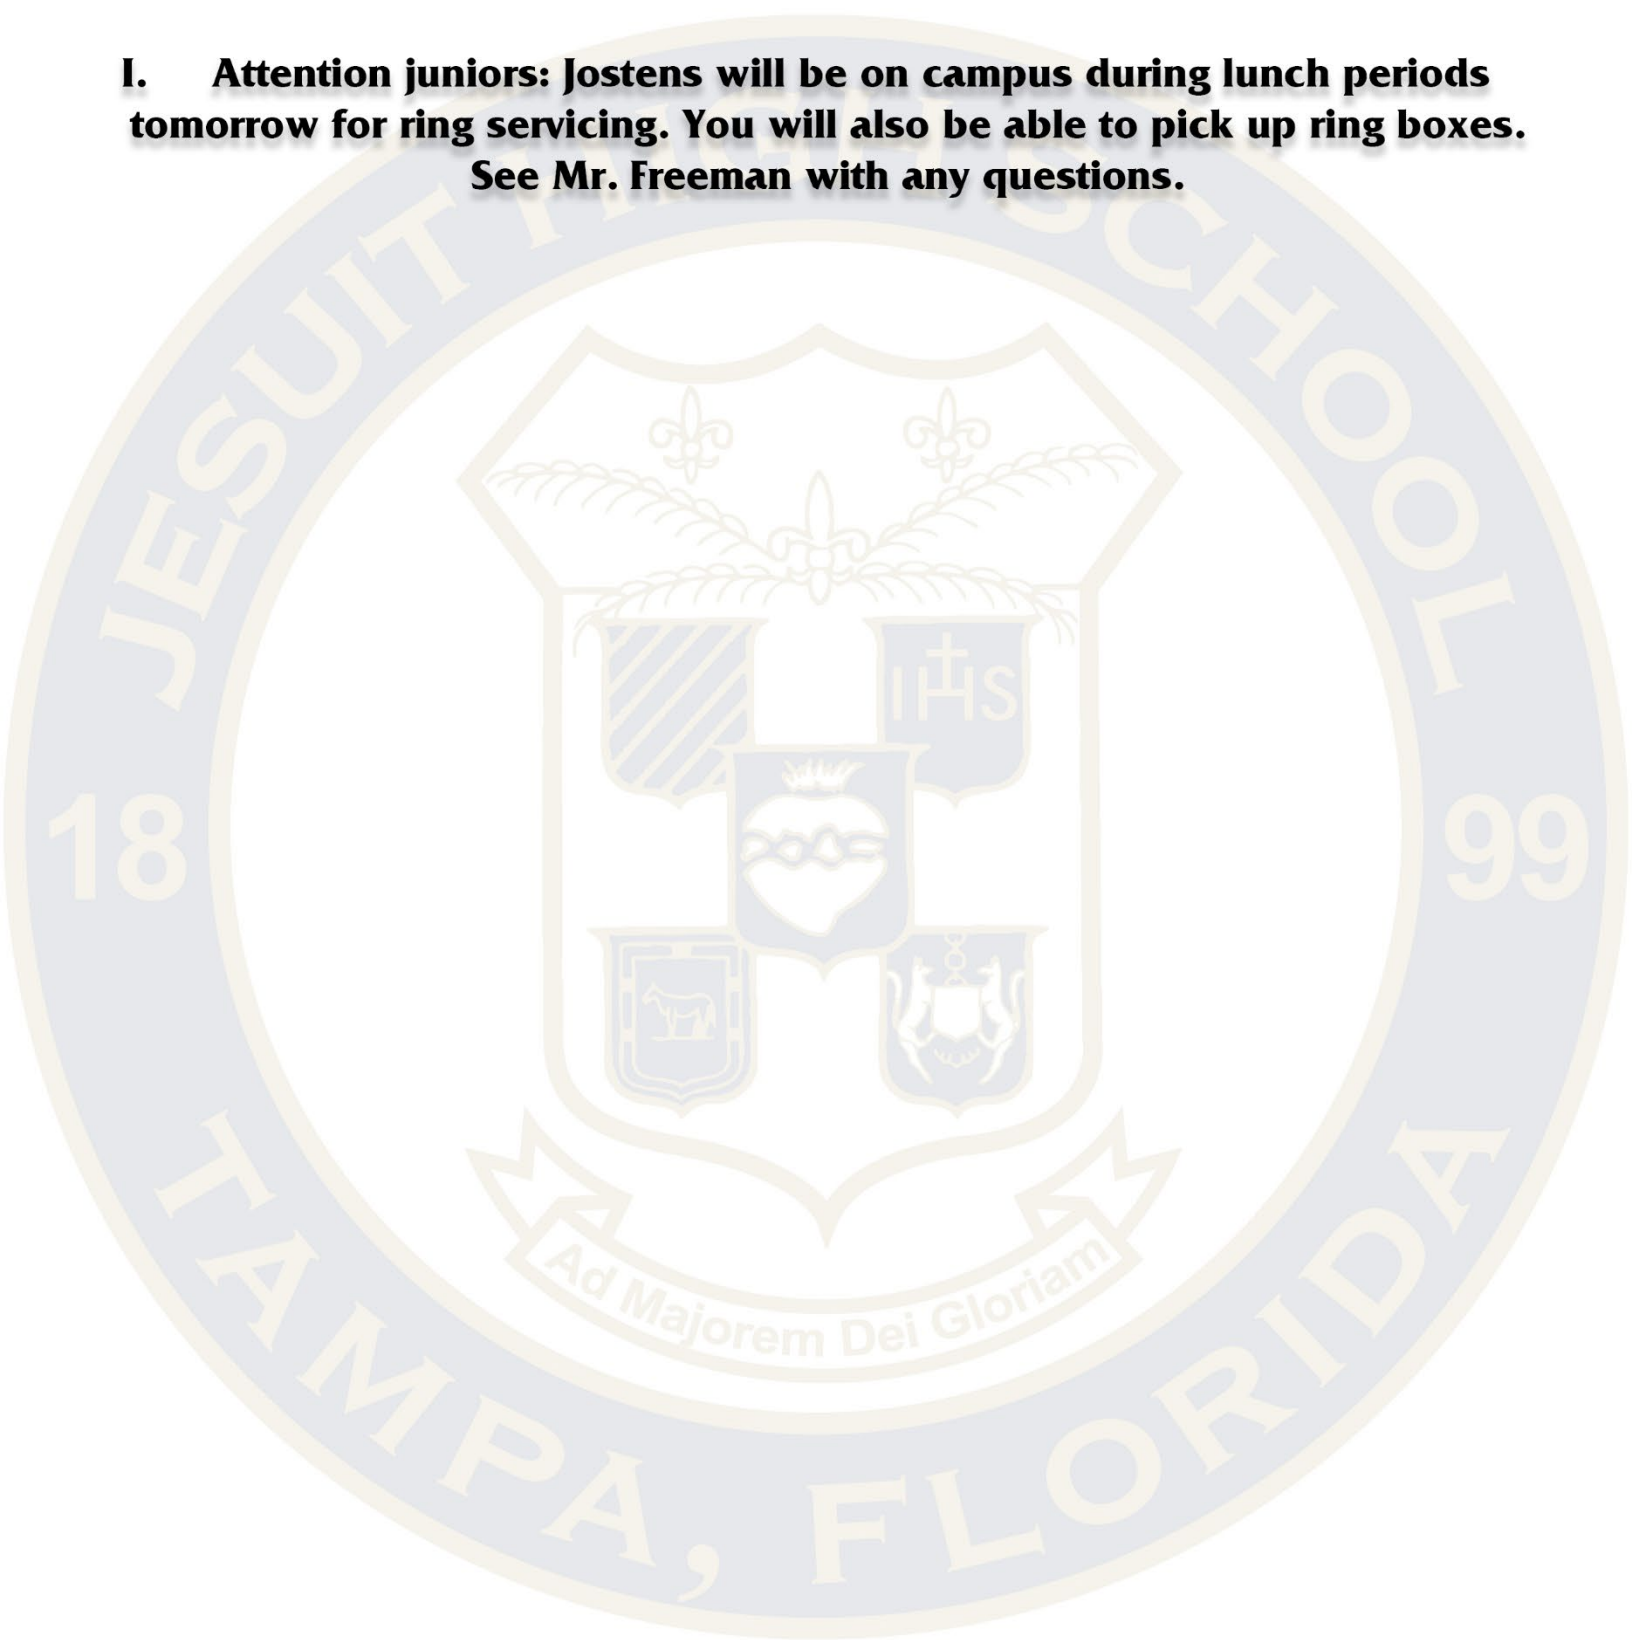 I. Attention juniors: Jostens will be on campus during lunch periods
tomorrow for ring servicing. You will also be able to pick up ring boxes.
See Mr. Freeman with any questions.
JESUIT HIGH SCHOOL
IHS
18
99
Ad Majorem Dei Gloriam
TAMPA, FLORIDA